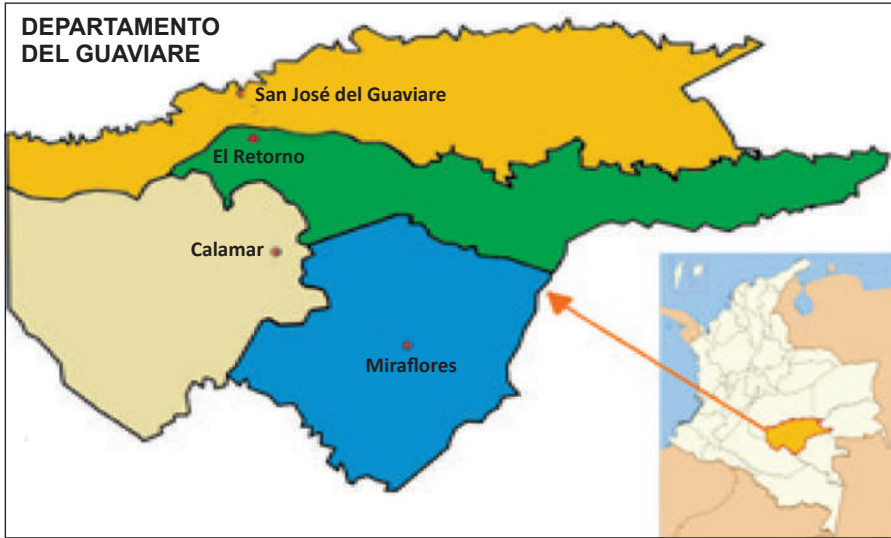 DEPARTAMENTO
DEL GUAVIARE
San José del Guaviare
El Retorno
Calamar
Miraflores